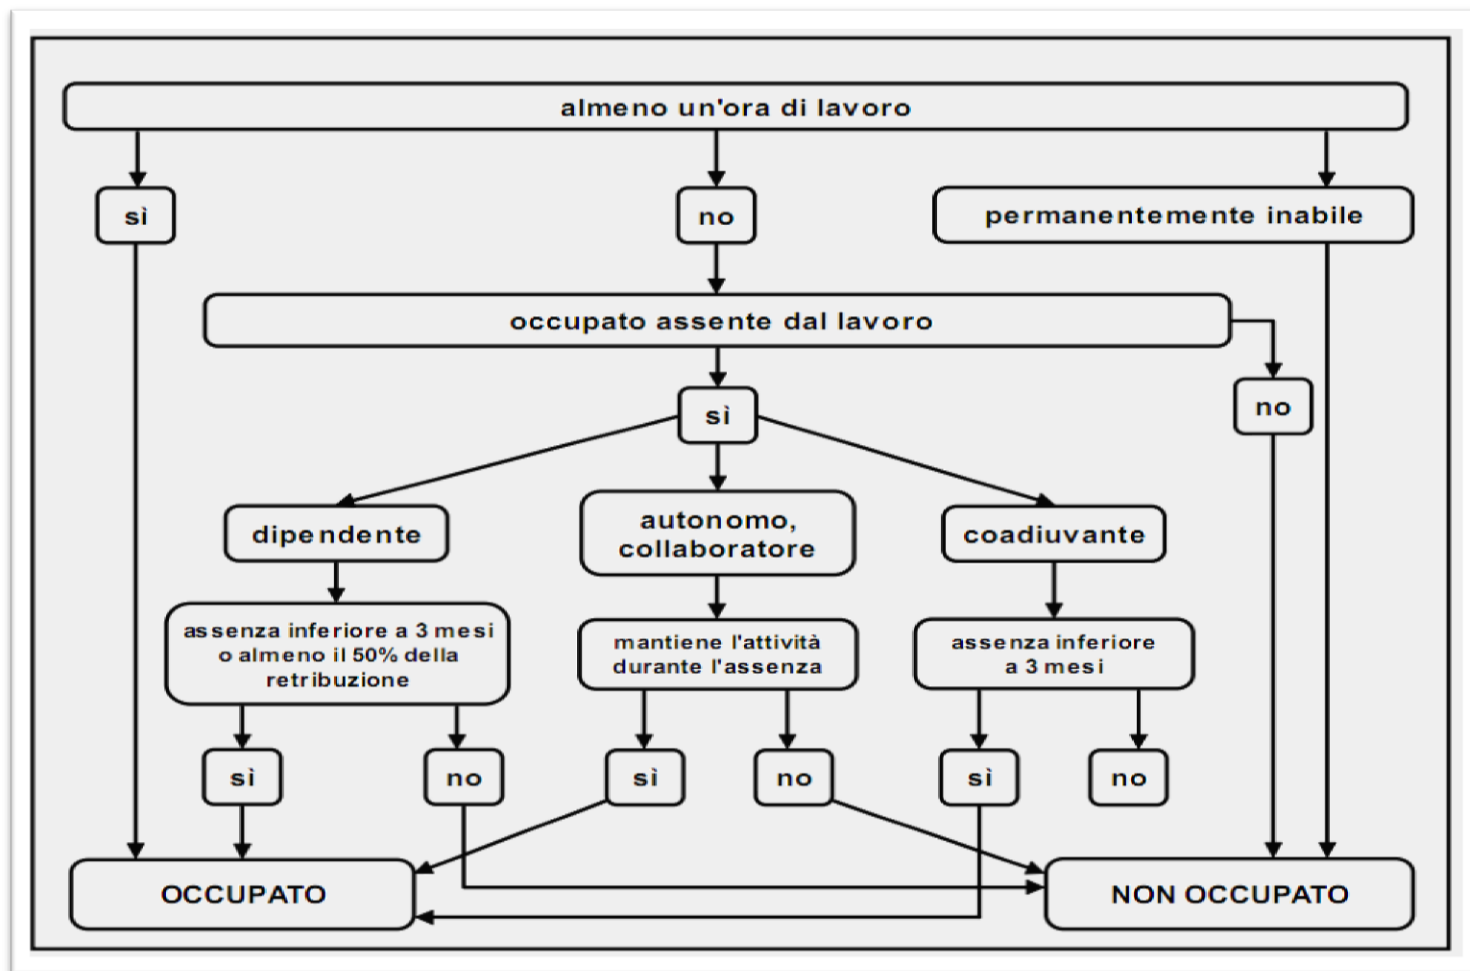 almeno un'ora di lavoro
sì
no
permanentemente inabile
occupato assente dal lavoro
sì
no
dipendente
autonomo,
collaboratore
coadiuvante
assenza inferiore a 3 mesi
o almeno il 50% della
retribuzione
mantiene l'attività
durante l'assenza
assenza inferiore
a 3 mesi
sì
no
sì
no
sì
no
OCCUPATO
NON OCCUPATO